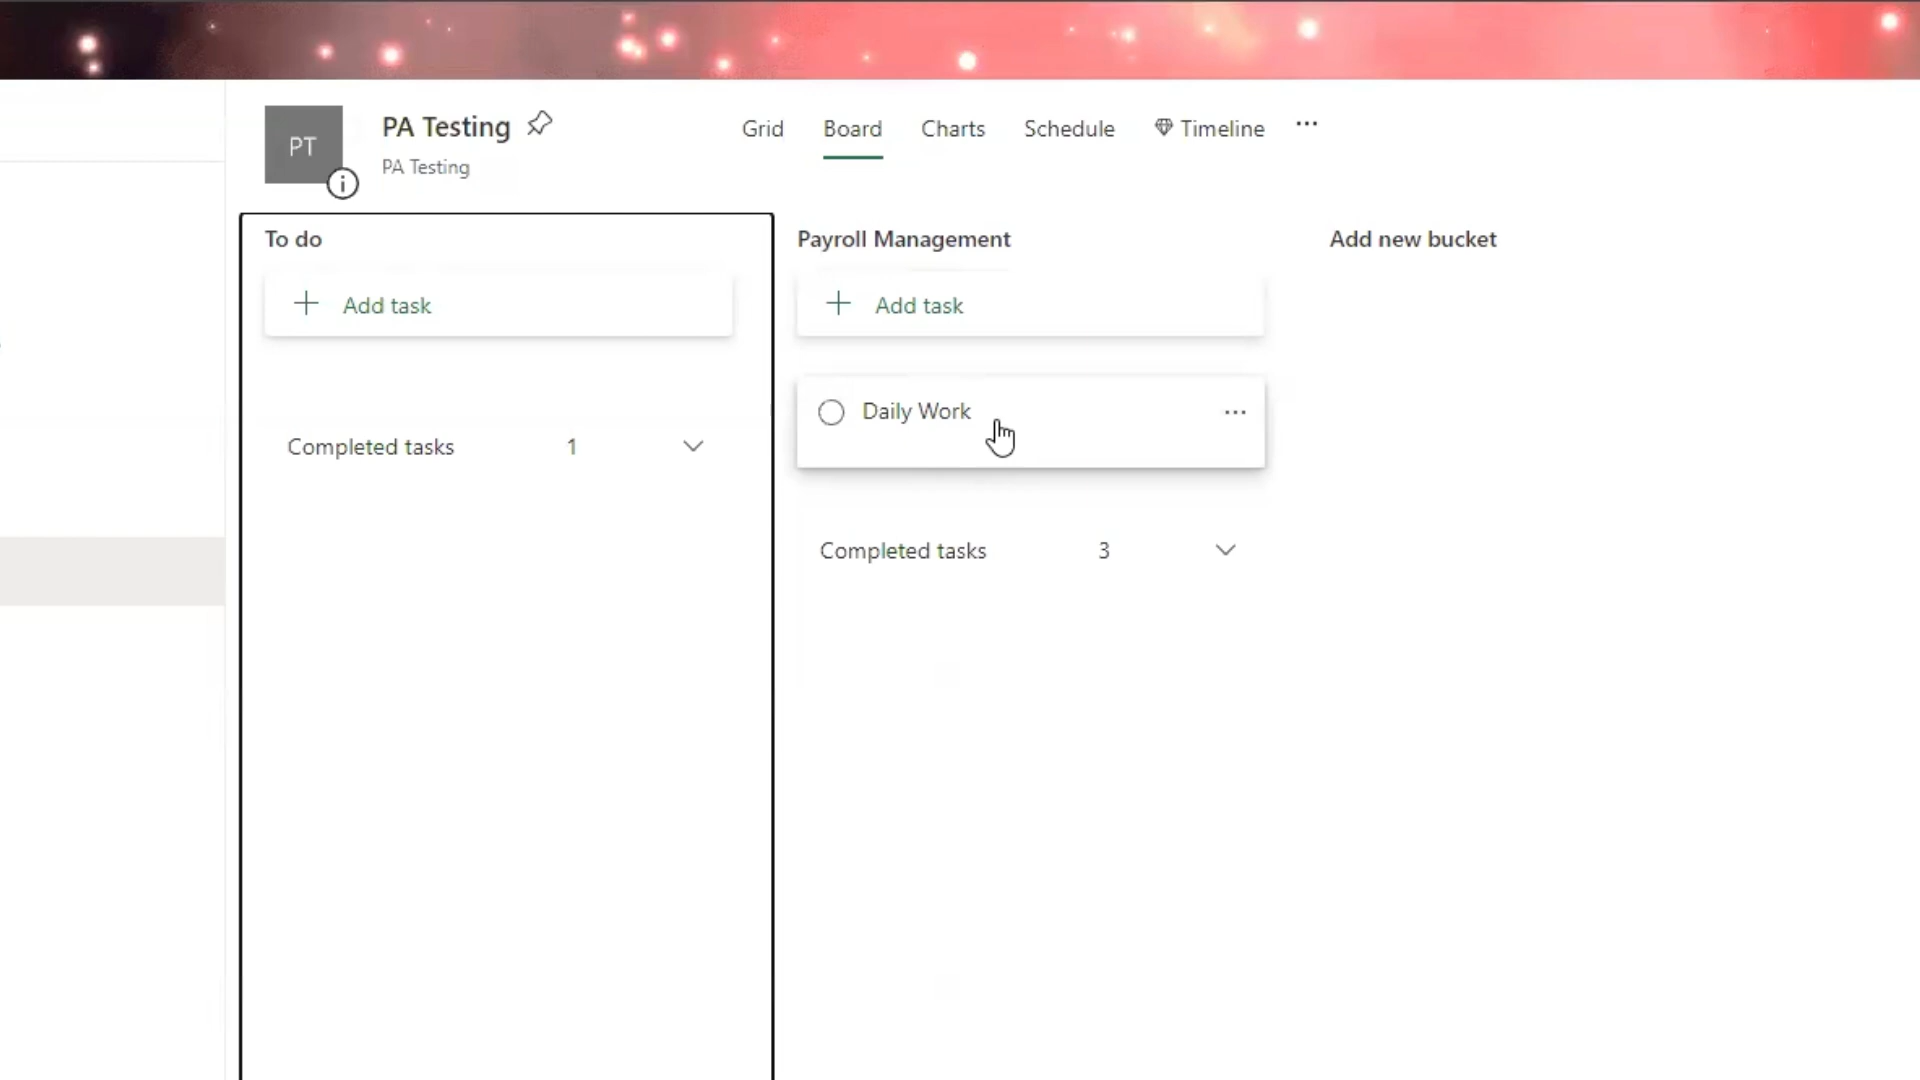 PT
PA Testing
PA Testing
Grid
Board
Charts
Schedule
Timeline
To do
Add task
Completed tasks 1
Payroll Management
Add task
Daily Work
Completed tasks 3
Add new bucket